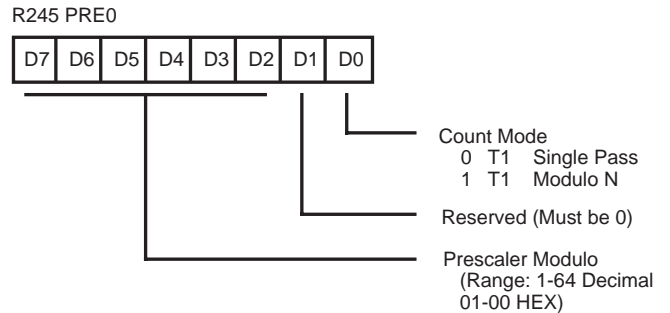 R245 PRE0
D7 D6 D5 D4 D3 D2 D1 D0
Count Mode
0 T1 Single Pass
1 T1 Modulo N
Reserved (Must be 0)
Prescaler Modulo
(Range: 1-64 Decimal
01-00 HEX)